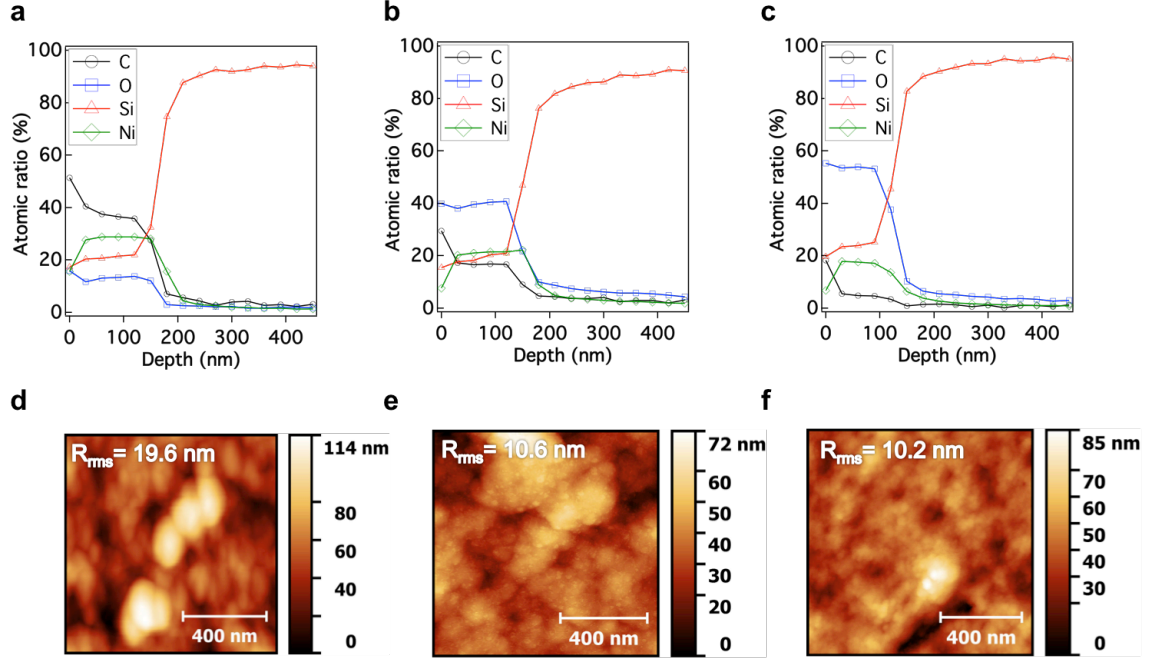 a
b
c
100
80
60
40
20
0
Atomic ratio (%)
C
O
Si
Ni
0 100 200 300 400
Depth (nm)
100
80
60
40
20
0
Atomic ratio (%)
C
O
Si
Ni
0 100 200 300 400
Depth (nm)
100
80
60
40
20
0
Atomic ratio (%)
C
O
Si
Ni
0 100 200 300 400
Depth (nm)
d
e
f
Rrms= 19.6 nm
400 nm
114 nm
80
60
40
0
Rrms= 10.6 nm
400 nm
72 nm
60
50
40
30
20
0
Rrms= 10.2 nm
400 nm
85 nm
70
60
50
40
30
0